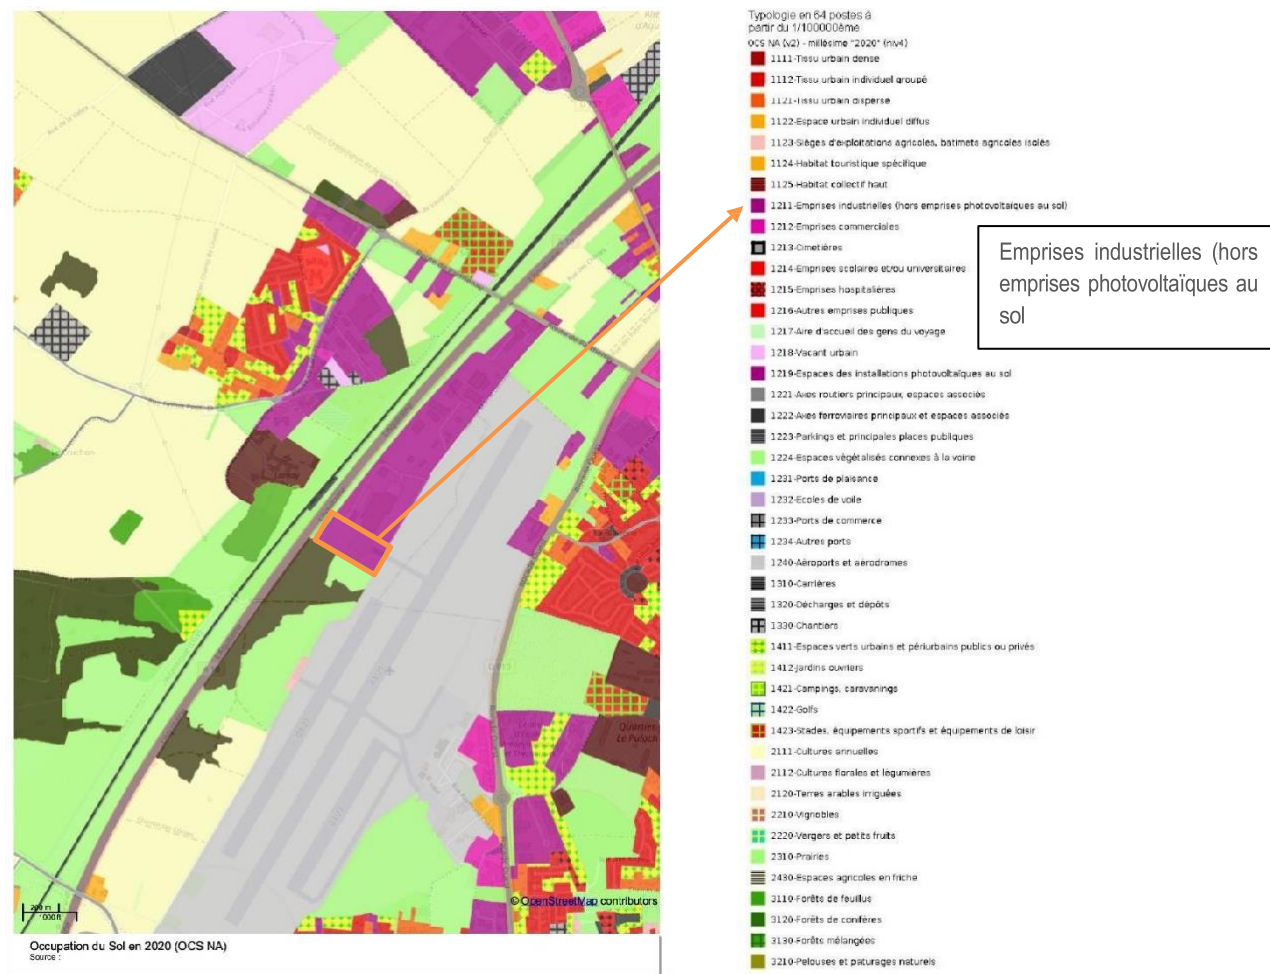 Typologie en 64 postes à
partir du 1/100000ème
OCS NA (v2) - millésime "2020" (niv4)
1111-Tissu urbain dense
1112-Tissu urbain individuel groupé
1121-Tissu urbain disperse
1122-Espace urbain individuel diffus
1123-Sièges d'exploitations agricoles, batimets agricoles isolés
1124-Habitat touristique spécifique
1125-Habitat collectif haut
1211-Emprises industrielles (hors emprises photovoltaïques au sol)
1212-Emprises commerciales
1213-Cimetières
1214-Emprises scolaires et/ou universitaires
1215-Emprises hospitalières
1216-Autres emprises publiques
1217-Aire d'accueil des gens du voyage
1218-Vacant urbain
1219-Espaces des installations photovoltaïques au sol
1221-Axes routiers principaux, espaces associés
1222-Axes ferroviaires principaux et espaces associés
1223-Parkings et principales places publiques
1224-Espaces végétalisés connexes à la voirie
1231-Ports de plaisance
1232-Ecoles de voile
1233-Ports de commerce
1234-Autres ports
1240-Aéroports et aérodromes
1310-Carrières
1320-Décharges et dépôts
1330-Chantiers
1411-Espaces verts urbains et périurbains publics ou privés
1412-Jardins ouvriers
1421-Campings, caravanings
1422-Golfs
1423-Stades, équipements sportifs et équipements de loisir
2111-Cultures annuelles
2112-Cultures florales et légumières
2120-Terres arables irriguées
2210-Vignobles
2220-Vergers et petits fruits
2310-Prairies
2430-Espaces agricoles en friche
3110-Forêts de feuillus
3120-Forêts de conifères
3130-Forêts mélangées
3210-Pelouses et paturages naturels
Emprises industrielles (hors
emprises photovoltaïques au
sol
200 m
1000 ft
© OpenStreetMap contributors
Occupation du Sol en 2020 (OCS NA)
Source :